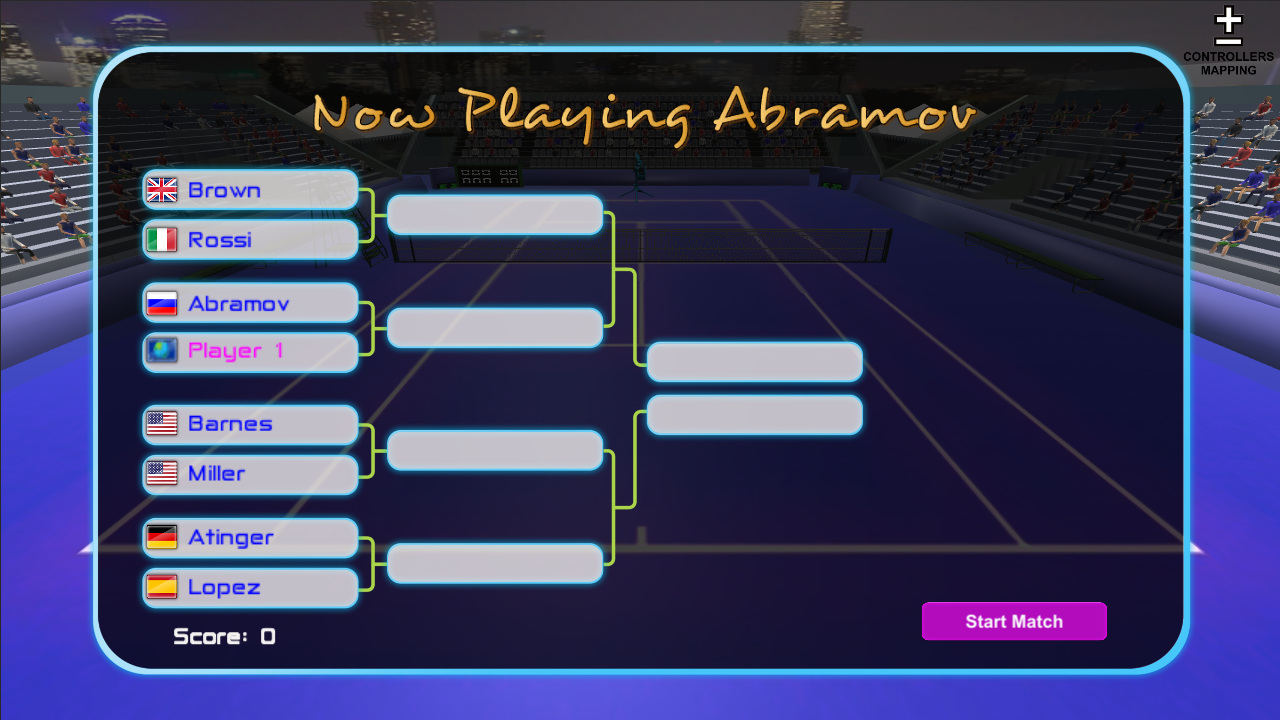 CONTROLLERS
MAPPING
Now Playing Abramov
Brown
Rossi
Abramov
Player 1
Barnes
Miller
Atinger
Lopez
Score: 0
Start Match